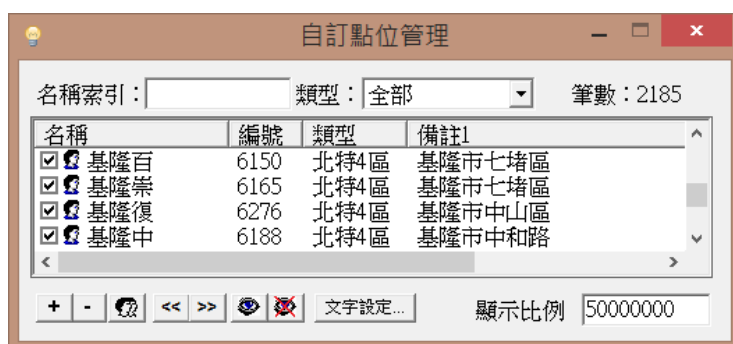 自訂點位管理
名稱索引： 類型： 全部 筆數：2185
名稱 編號 類型 備註1
基隆百 6150 北特4區 基隆市七堵區
基隆崇 6165 北特4區 基隆市七堵區
基隆復 6276 北特4區 基隆市中山區
基隆中 6188 北特4區 基隆市中和路
+ - << >> 文字設定... 顯示比例 50000000